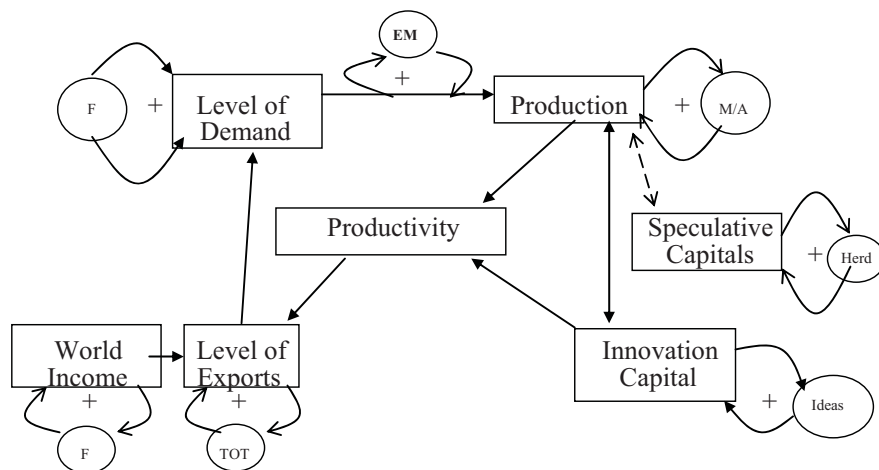 EM
+
F
+
Level of
Demand
Production
+
M/A
Productivity
Speculative
Capitals
+
Herd
World
Income
+
F
Level of
Exports
+
TOT
Innovation
Capital
+
Ideas